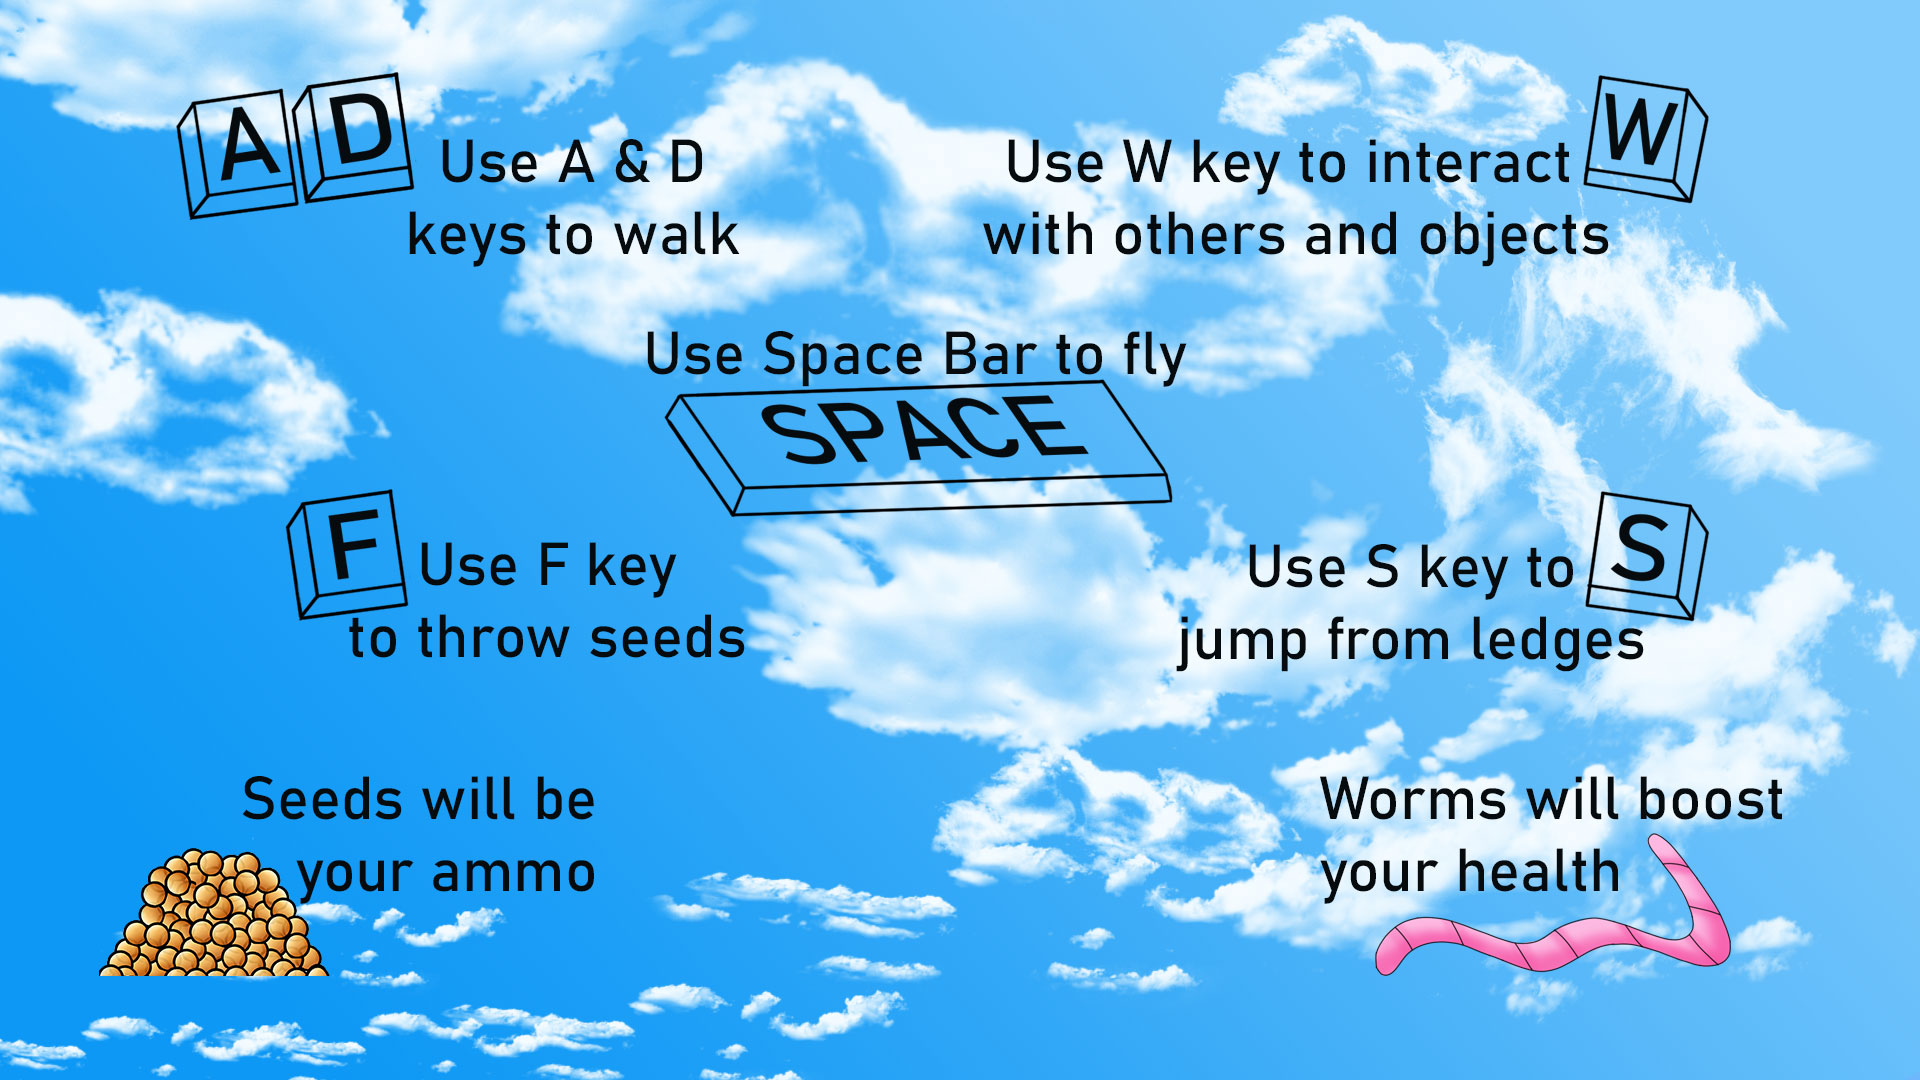 A D
Use A & D
keys to walk
W
Use W key to interact
with others and objects
Use Space Bar to fly
SPACE
F
Use F key
to throw seeds
S
Use S key to
jump from ledges
Seeds will be
your ammo
Worms will boost
your health